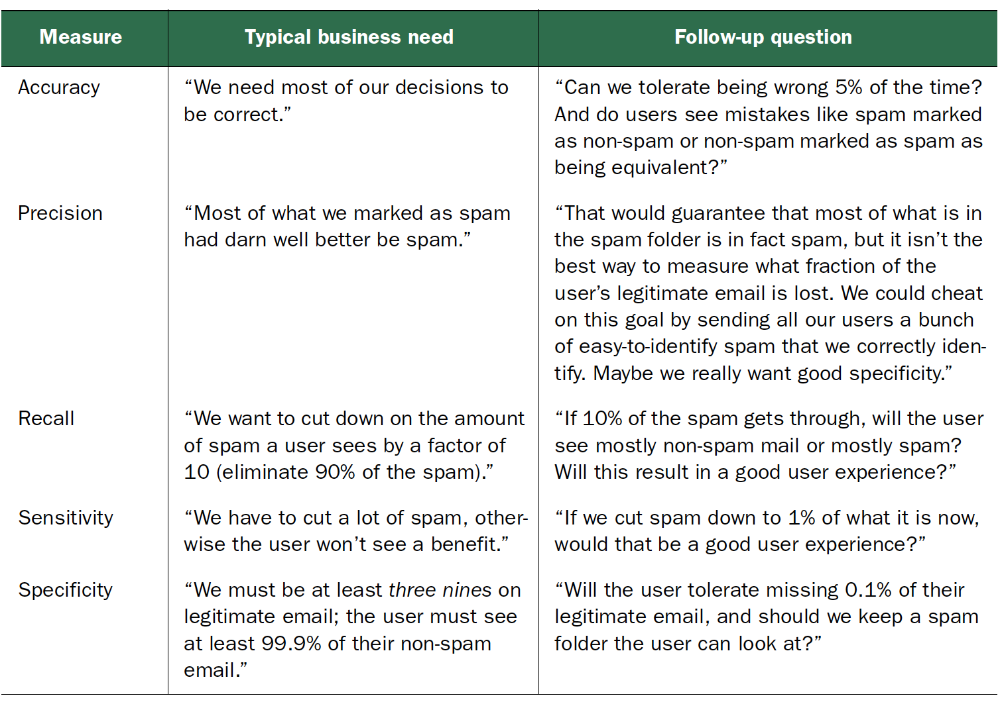 Measure
Typical business need
Follow-up question
Accuracy
“We need most of our decisions to
be correct.”
“Can we tolerate being wrong 5% of the time?
And do users see mistakes like spam marked
as non-spam or non-spam marked as spam as
being equivalent?”
Precision
“Most of what we marked as spam
had darn well better be spam.”
“That would guarantee that most of what is in
the spam folder is in fact spam, but it isn’t the
best way to measure what fraction of the
user’s legitimate email is lost. We could cheat
on this goal by sending all our users a bunch
of easy-to-identify spam that we correctly iden-
tify. Maybe we really want good specificity.”
Recall
“We want to cut down on the amount
of spam a user sees by a factor of
10 (eliminate 90% of the spam).”
“If 10% of the spam gets through, will the user
see mostly non-spam mail or mostly spam?
Will this result in a good user experience?”
Sensitivity
“We have to cut a lot of spam, other-
wise the user won’t see a benefit.”
“If we cut spam down to 1% of what it is now,
would that be a good user experience?”
Specificity
“We must be at least three nines on
legitimate email; the user must see
at least 99.9% of their non-spam
email.”
“Will the user tolerate missing 0.1% of their
legitimate email, and should we keep a spam
folder the user can look at?”